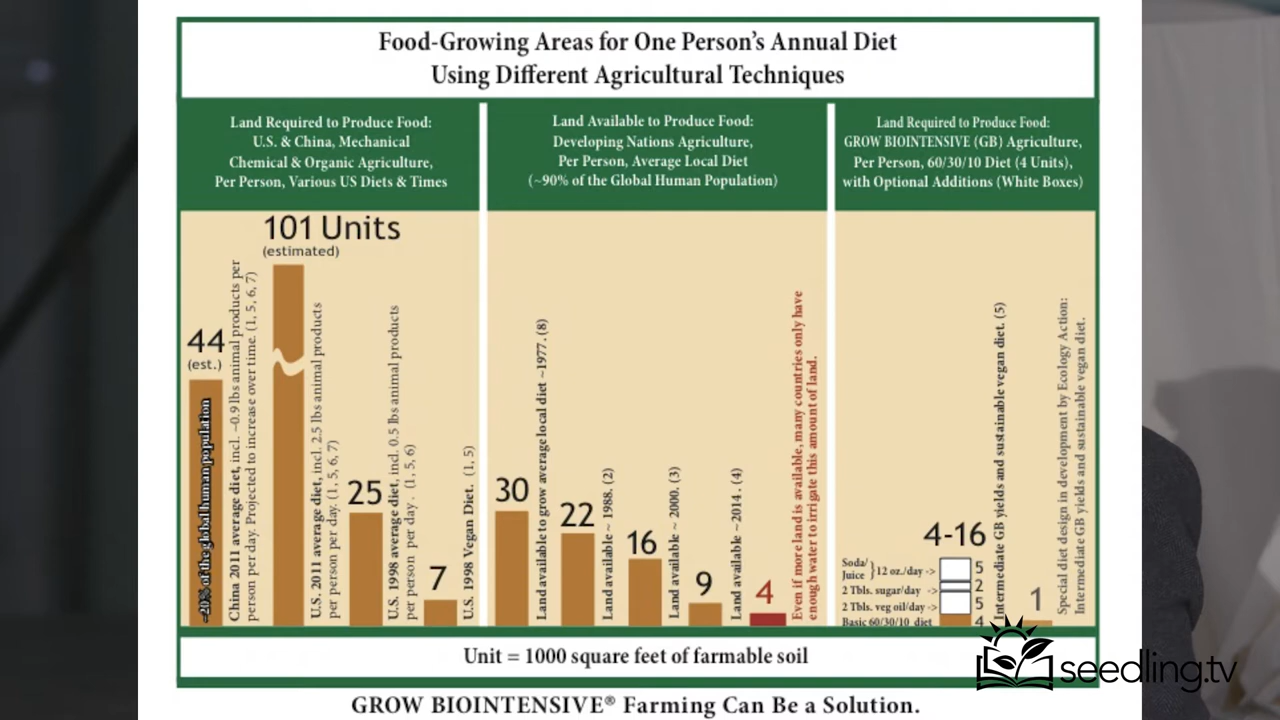 Food-Growing Areas for One Person's Annual Diet
Using Different Agricultural Techniques
Land Required to Produce Food:
U.S. & China, Mechanical
Chemical & Organic Agriculture,
Per Person, Various US Diets & Times
Land Available to Produce Food:
Developing Nations Agriculture,
Per Person, Average Local Diet
(~90% of the Global Human Population)
Land Required to Produce Food:
GROW BIOINTENSIVE (GB) Agriculture,
Per Person, 60/30/10 Diet (4 Units),
with Optional Additions (White Boxes)
44
(est.)
~20% of the global human population
China 2011 average diet, incl. ~0.9 lbs animal products per
person per day. Projected to increase over time. (1, 5, 6, 7)
101 Units
(estimated)
U.S. 2011 average diet, incl. 2.5 lbs animal products
per person per day. (1, 5, 6, 7)
25
U.S. 1998 average diet, incl. 0.5 lbs animal products
per person per day. (1, 5, 6)
7
U.S. 1998 Vegan Diet. (1, 5)
30
Land available to grow average local diet ~1977. (8)
22
Land available ~ 1988. (2)
16
Land available ~ 2000. (3)
9
Land available ~2014. (4)
4
Even if more land is available, many countries only have
enough water to irrigate this amount of land.
4-16
Soda/
Juice } 12 oz./day -> 5
2 Tbls. sugar/day -> 2
2 Tbls. veg oil/day -> 5
Basic 60/30/10 diet 4
Intermediate GB yields and sustainable vegan diet. (5)
1
Special diet design in development by Ecology Action:
Intermediate GB yields and sustainable vegan diet.
Unit = 1000 square feet of farmable soil
GROW BIOINTENSIVE® Farming Can Be a Solution.
seedling.tv